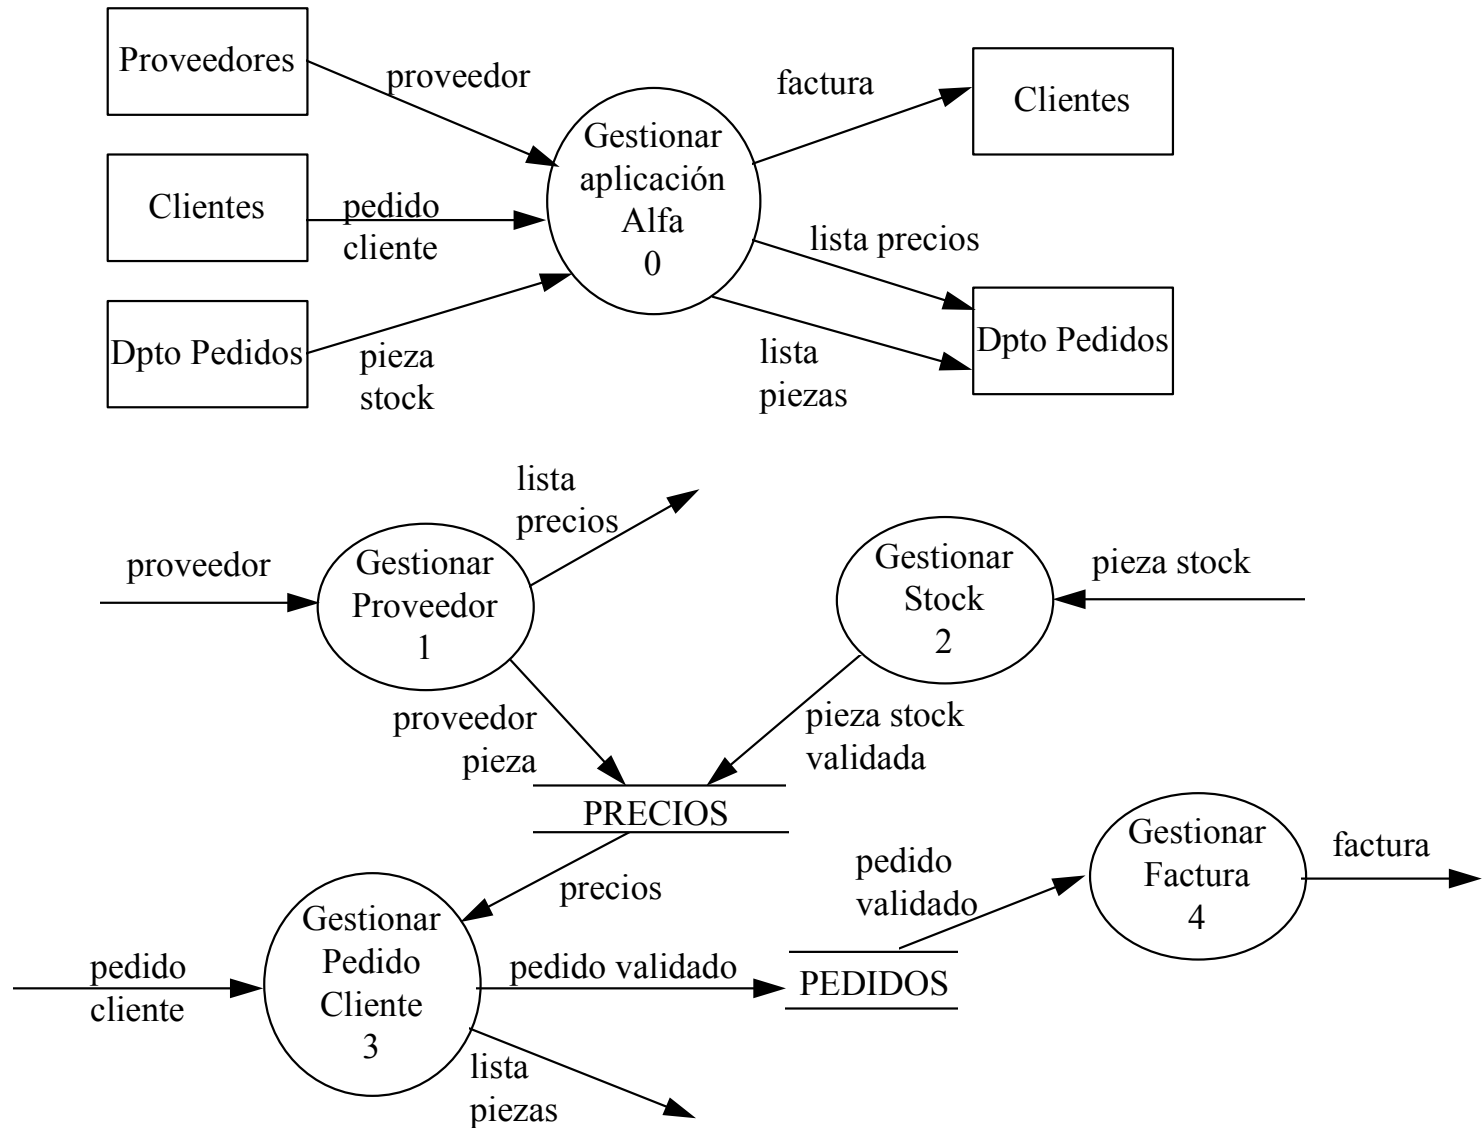 Proveedores
proveedor
factura
Clientes
Gestionar
aplicación
Alfa
0
Clientes
pedido
cliente
lista precios
Dpto Pedidos
pieza
stock
lista
piezas
Dpto Pedidos
lista
precios
proveedor
Gestionar
Proveedor
1
Gestionar
Stock
2
pieza stock
proveedor
pieza
pieza stock
validada
PRECIOS
precios
pedido
validado
Gestionar
Factura
4
factura
pedido
cliente
Gestionar
Pedido
Cliente
3
pedido validado
PEDIDOS
lista
piezas